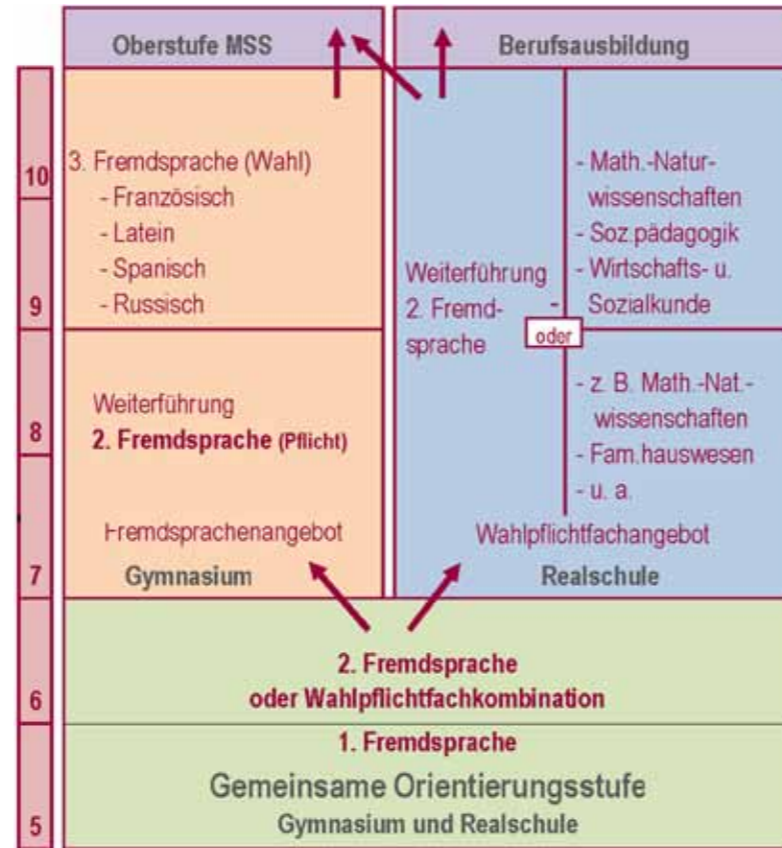 Oberstufe MSS
Berufsausbildung
10
9
8
7
6
5
3. Fremdsprache (Wahl)
- Französisch
- Latein
- Spanisch
- Russisch
Weiterführung
2. Fremdsprache (Pflicht)
Fremdsprachenangebot
Gymnasium
Weiterführung
2. Fremd-
sprache
- Math.-Natur-
wissenschaften
- Soz.pädagogik
- Wirtschafts- u.
- Sozialkunde
oder
- z. B. Math.-Nat.-
wissenschaften
- Fam.hauswesen
- u. a.
Wahlpflichtfachangebot
Realschule
2. Fremdsprache
oder Wahlpflichtfachkombination
1. Fremdsprache
Gemeinsame Orientierungsstufe
Gymnasium und Realschule